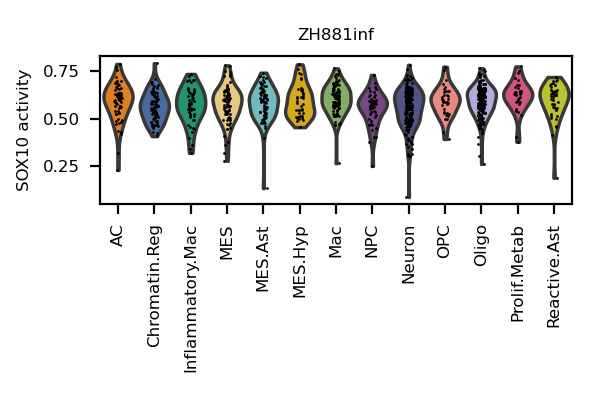 ZH881inf
SOX10 activity
0.75
0.50
0.25
AC
Chromatin.Reg
Inflammatory.Mac
MES
MES.Ast
MES.Hyp
Mac
NPC
Neuron
OPC
Oligo
Prolif.Metab
Reactive.Ast